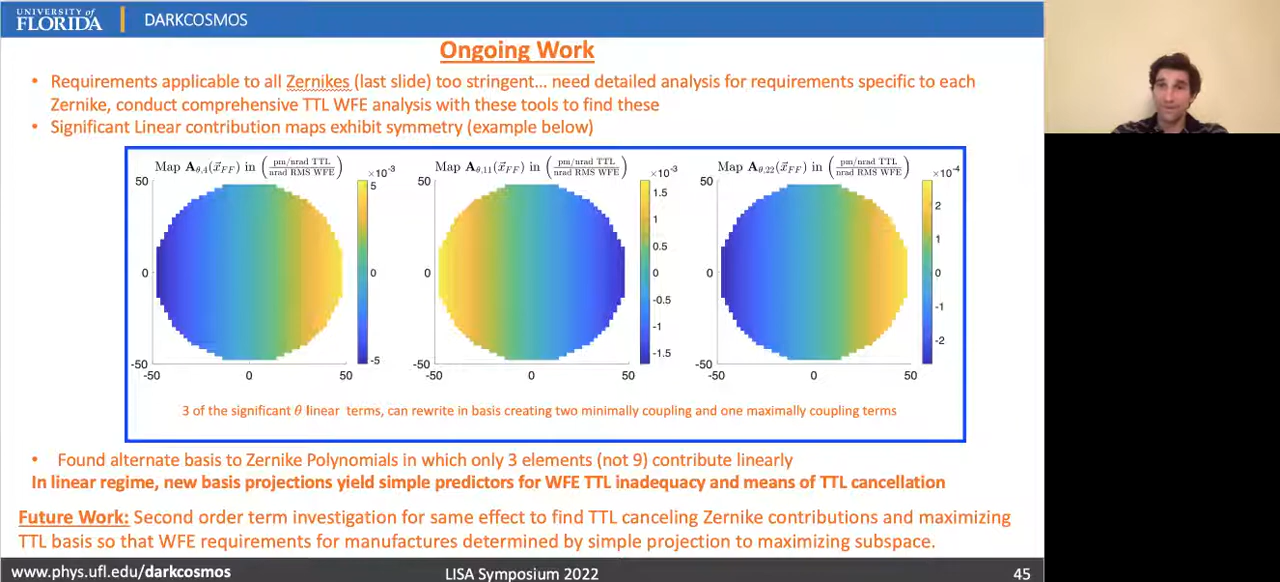 UNIVERSITY of
FLORIDA
DARKCOSMOS
Ongoing Work
• Requirements applicable to all Zernikes (last slide) too stringent... need detailed analysis for requirements specific to each
Zernike, conduct comprehensive TTL WFE analysis with these tools to find these
• Significant Linear contribution maps exhibit symmetry (example below)
Map A_{θ,4}(x⃗_{FF}) in (pm/nrad TTL / nrad RMS WFE)
×10⁻³
50
0
-50
-50 0 50
5
0
-5
Map A_{θ,11}(x⃗_{FF}) in (pm/nrad TTL / nrad RMS WFE)
×10⁻³
50
0
-50
-50 0 50
1.5
1
0.5
0
-0.5
-1
-1.5
Map A_{θ,22}(x⃗_{FF}) in (pm/nrad TTL / nrad RMS WFE)
×10⁻⁴
50
0
-50
-50 0 50
2
1
0
-1
-2
3 of the significant θ linear terms, can rewrite in basis creating two minimally coupling and one maximally coupling terms
• Found alternate basis to Zernike Polynomials in which only 3 elements (not 9) contribute linearly
In linear regime, new basis projections yield simple predictors for WFE TTL inadequacy and means of TTL cancellation
Future Work: Second order term investigation for same effect to find TTL canceling Zernike contributions and maximizing
TTL basis so that WFE requirements for manufactures determined by simple projection to maximizing subspace.
www.phys.ufl.edu/darkcosmos
LISA Symposium 2022
45